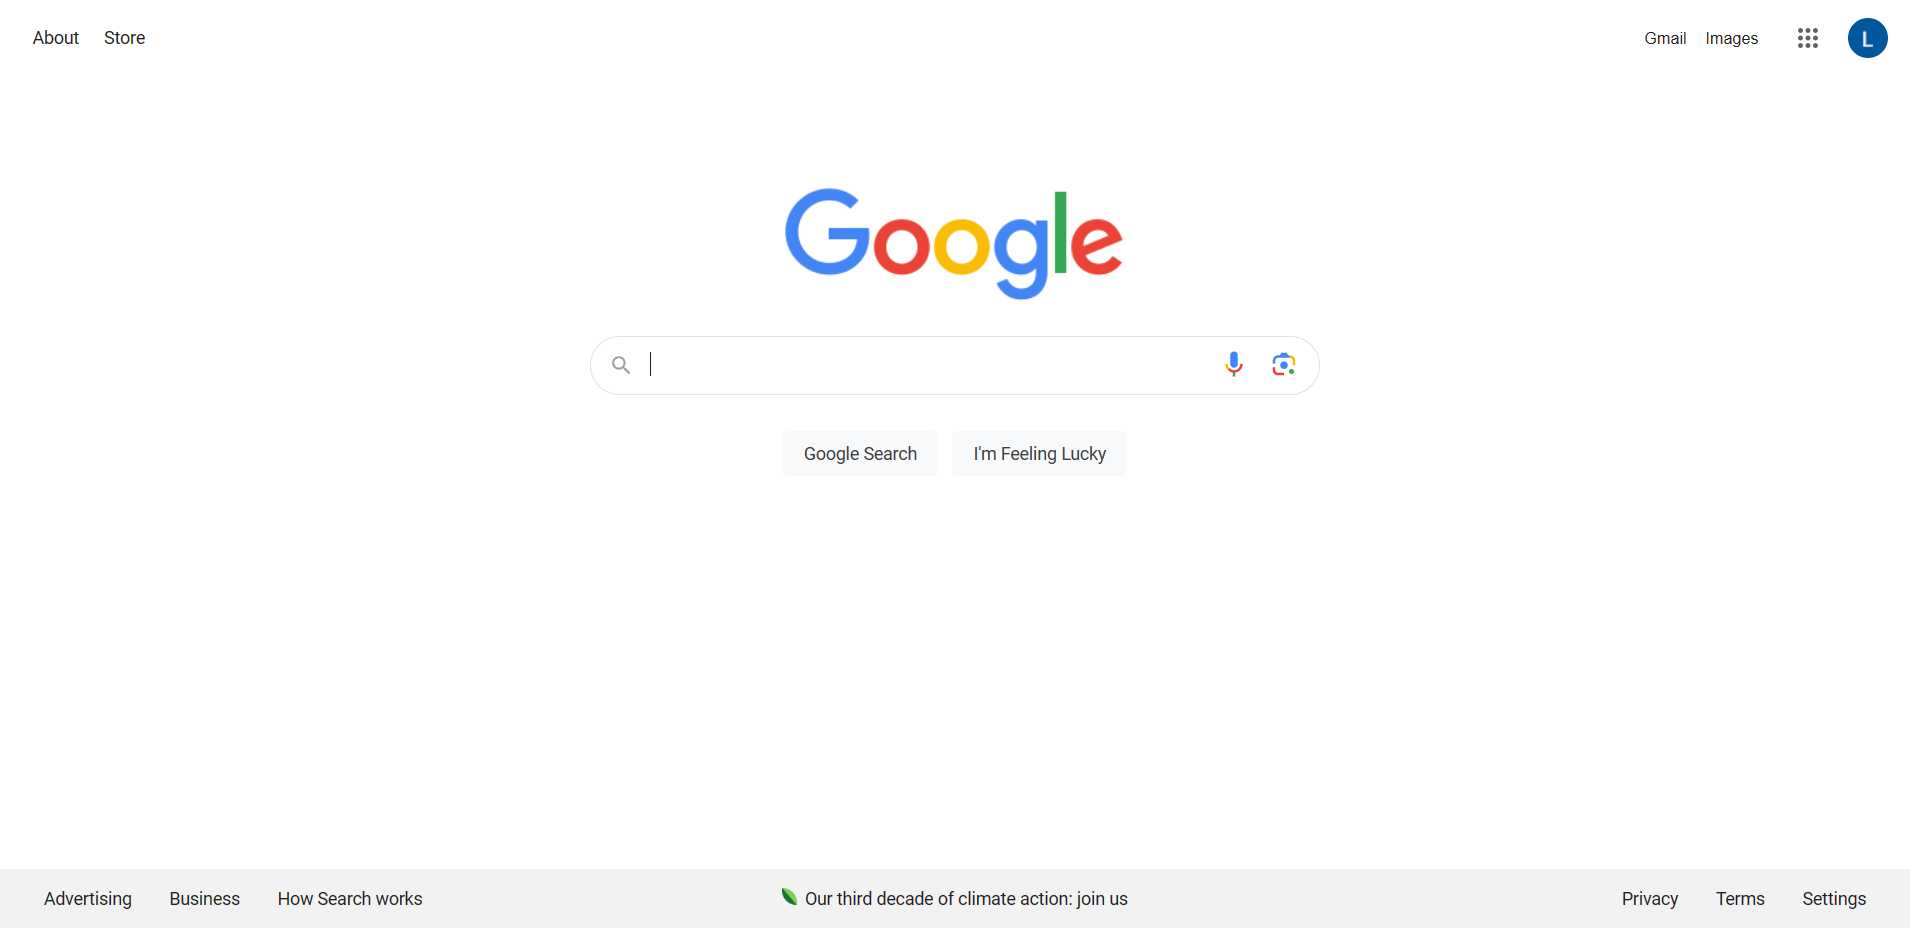 About Store Gmail Images L
Google
Google Search I'm Feeling Lucky
Advertising Business How Search works Our third decade of climate action: join us Privacy Terms Settings